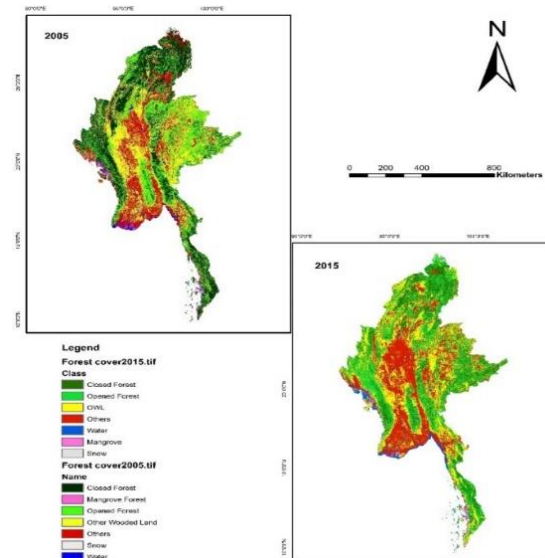 2005
N
0 200 400 800
Kilometers
2015
Legend
Forest cover2015.tif
Class
Closed Forest
Opened Forest
OWL
Others
Water
Mangrove
Snow
Forest cover2005.tif
Name
Closed Forest
Mangrove Forest
Opened Forest
Other Wooded Land
Others
Snow
Water